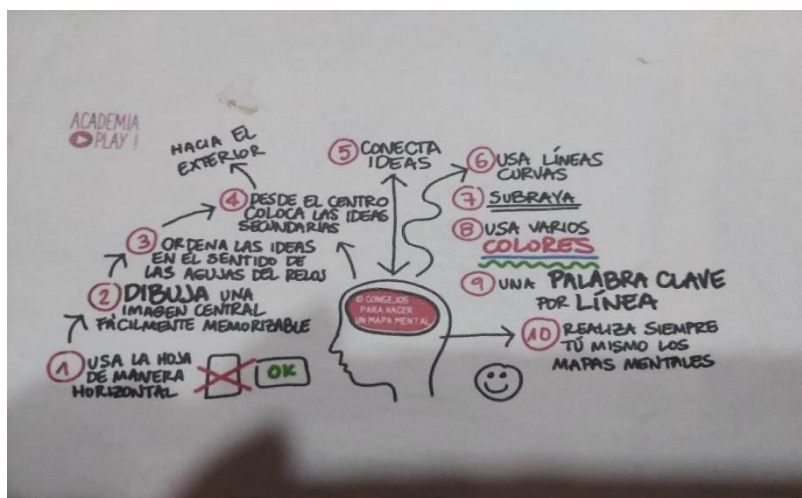 ACADEMIA
PLAY!
HACIA EL
EXTERIOR
5 CONECTA
IDEAS
6 USA LÍNEAS
CURVAS
7 SUBRAYA
8 USA VARIOS
COLORES
9 UNA PALABRA CLAVE
POR LÍNEA
10 REALIZA SIEMPRE
TÚ MISMO LOS
MAPAS MENTALES
4 DESDE EL CENTRO
COLOCA LAS IDEAS
SECUNDARIAS
3 ORDENA LAS IDEAS
EN EL SENTIDO DE
LAS AGUJAS DEL RELOJ
2 DIBUJA UNA
IMAGEN CENTRAL
FÁCILMENTE MEMORIZABLE
1 USA LA HOJA
DE MANERA
HORIZONTAL
OK
10 CONSEJOS
PARA HACER
UN MAPA MENTAL